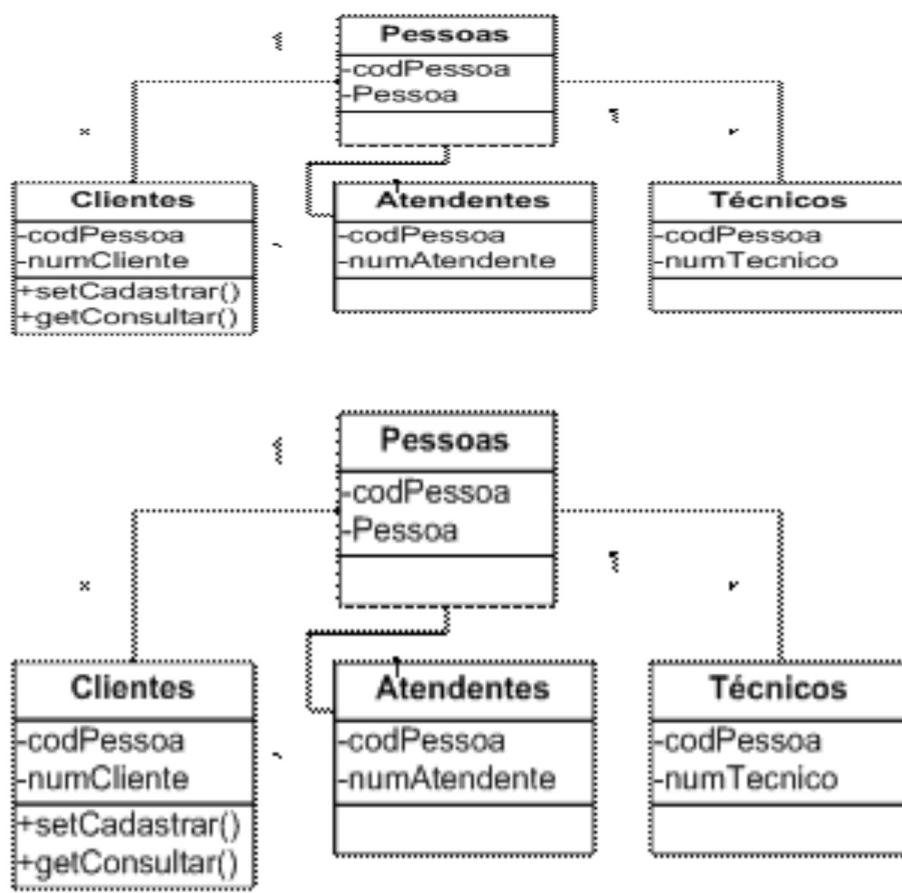 Pessoas
-codPessoa
-Pessoa
Clientes
-codPessoa
-numCliente
+setCadastrar()
+getConsultar()
Atendentes
-codPessoa
-numAtendente
Técnicos
-codPessoa
-numTecnico
Pessoas
-codPessoa
-Pessoa
Clientes
-codPessoa
-numCliente
+setCadastrar()
+getConsultar()
Atendentes
-codPessoa
-numAtendente
Técnicos
-codPessoa
-numTecnico